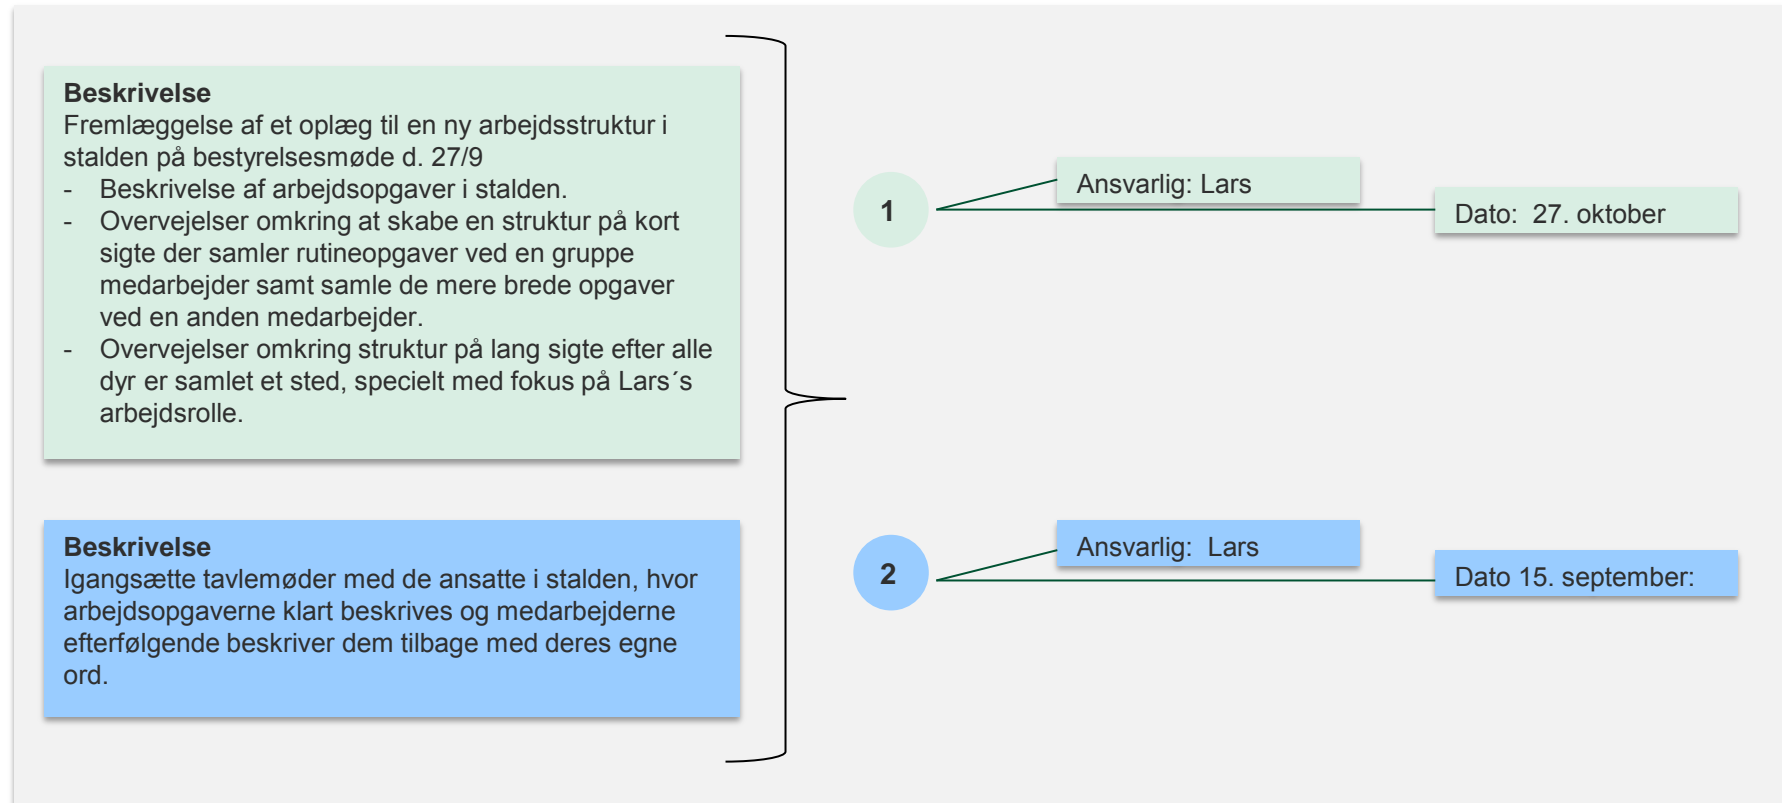 Beskrivelse
Fremlæggelse af et oplæg til en ny arbejdsstruktur i
stalden på bestyrelsesmøde d. 27/9
- Beskrivelse af arbejdsopgaver i stalden.
- Overvejelser omkring at skabe en struktur på kort
sigte der samler rutineopgaver ved en gruppe
medarbejder samt samle de mere brede opgaver
ved en anden medarbejder.
- Overvejelser omkring struktur på lang sigte efter alle
dyr er samlet et sted, specielt med fokus på Lars´s
arbejdsrolle.
1
Ansvarlig: Lars
Dato: 27. oktober
Beskrivelse
Igangsætte tavlemøder med de ansatte i stalden, hvor
arbejdsopgaverne klart beskrives og medarbejderne
efterfølgende beskriver dem tilbage med deres egne
ord.
2
Ansvarlig: Lars
Dato 15. september: